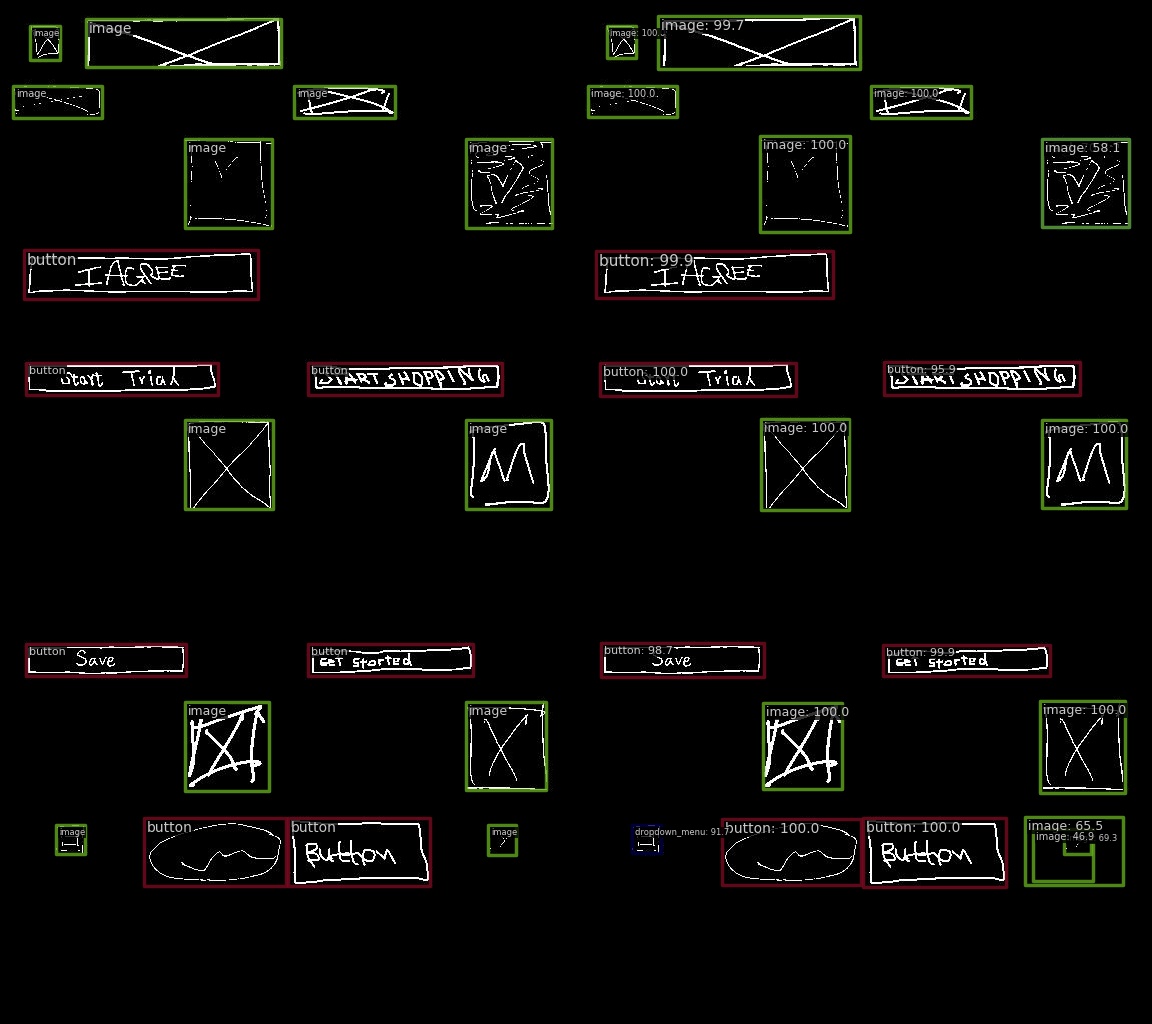 image image image: 100. image: 99.7
image image image: 100.0. image: 100.0
image image image: 100.0 image: 58.1
button button: 99.9
I AGREE I AGREE
button button button: 100.0 button: 95.9
Start Trial START SHOPPING Start Trial START SHOPPING
image image image: 100.0 image: 100.0
M M
button button button: 98.7 button: 99.9
Save Get Started Save Get Started
image image image: 100.0 image: 100.0
image button button image dropdown_menu: 91.7 button: 100.0 button: 100.0 image: 65.5
image: 46.9 69.3
Button Button